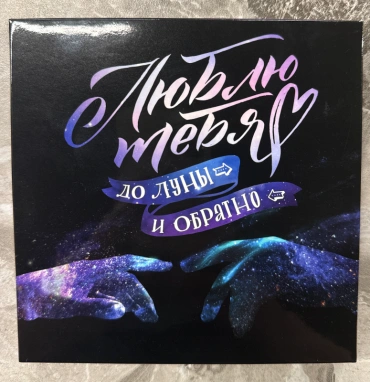 Люблю
тебя
до луны
и обратно